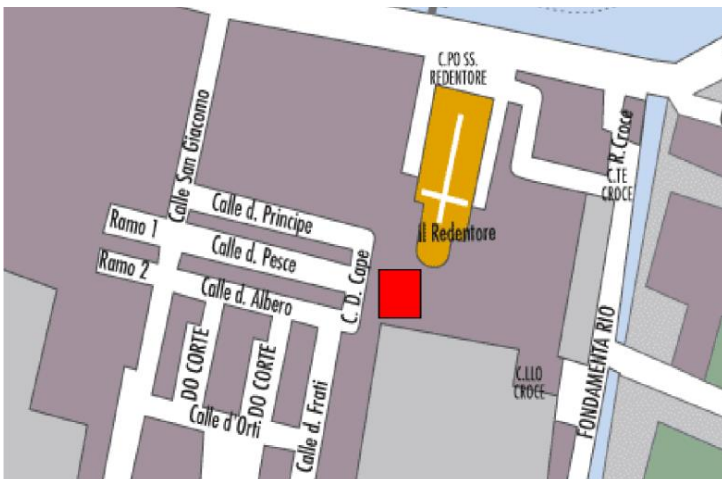 C.PO SS.
REDENTORE
Calle San Giacomo
R. Croce
C.TE
CROCE
Calle d. Principe
Ramo 1
il Redentore
Calle d. Pesce
C. D. Cape
Ramo 2
Calle d. Albero
DO CORTE
DO CORTE
C.LLO
CROCE
FONDAMENTA RIO
Calle d'Orti
Calle d. Frati